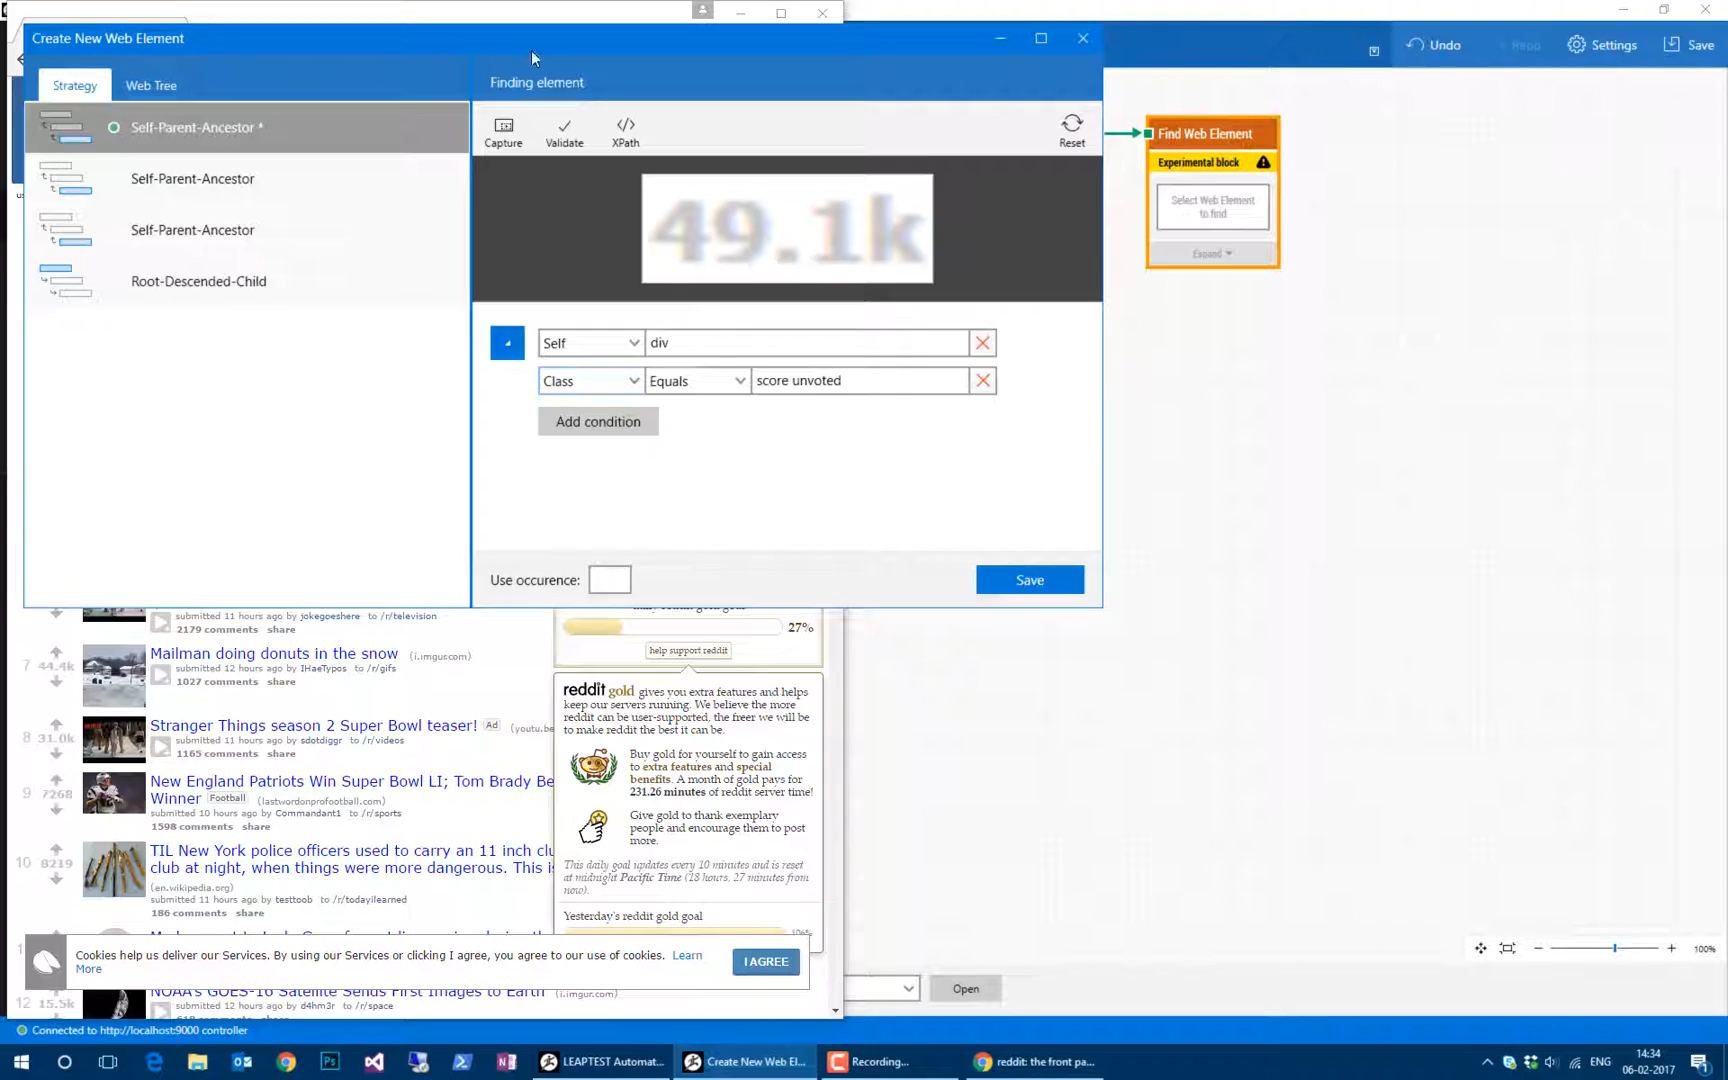 Create New Web Element
Strategy
Web Tree
Self-Parent-Ancestor *
Self-Parent-Ancestor
Self-Parent-Ancestor
Root-Descended-Child
Finding element
Capture
Validate
XPath
Reset
49.1k
Self
div
Class
Equals
score unvoted
Add condition
Use occurence:
Save
Undo
Redo
Settings
Save
Find Web Element
Experimental block
Select Web Element
to find
Expand
submitted 11 hours ago by jokegoeshere to /r/television
2179 comments share
7
44.4k
Mailman doing donuts in the snow (i.imgur.com)
submitted 12 hours ago by IHaeTypos to /r/gifs
1027 comments share
8
31.0k
Stranger Things season 2 Super Bowl teaser! Ad (youtu.be
submitted 11 hours ago by sdotdiggr to /r/videos
1165 comments share
9
7268
New England Patriots Win Super Bowl LI; Tom Brady Be
Winner Football (lastwordonprofootball.com)
submitted 10 hours ago by Commandant1 to /r/sports
1598 comments share
10
8219
TIL New York police officers used to carry an 11 inch clu
club at night, when things were more dangerous. This is
(en.wikipedia.org)
submitted 11 hours ago by testtoob to /r/todayilearned
186 comments share
27%
help support reddit
reddit gold gives you extra features and helps
keep our servers running. We believe the more
reddit can be user-supported, the freer we will be
to make reddit the best it can be.
Buy gold for yourself to gain access
to extra features and special
benefits. A month of gold pays for
231.26 minutes of reddit server time!
Give gold to thank exemplary
people and encourage them to post
more.
This daily goal updates every 10 minutes and is reset
at midnight Pacific Time (18 hours, 27 minutes from
now).
Yesterday's reddit gold goal
106%
Cookies help us deliver our Services. By using our Services or clicking I agree, you agree to our use of cookies. Learn
More
I AGREE
12
15.5k
NOAA's GOES-16 Satellite Sends First Images to Earth (i.imgur.com)
submitted 12 hours ago by d4hm3r to /r/space
618 comments share
Open
100%
Connected to http://localhost:9000 controller
LEAPTEST Automat...
Create New Web El...
Recording...
reddit: the front pa...
ENG
14:34
06-02-2017